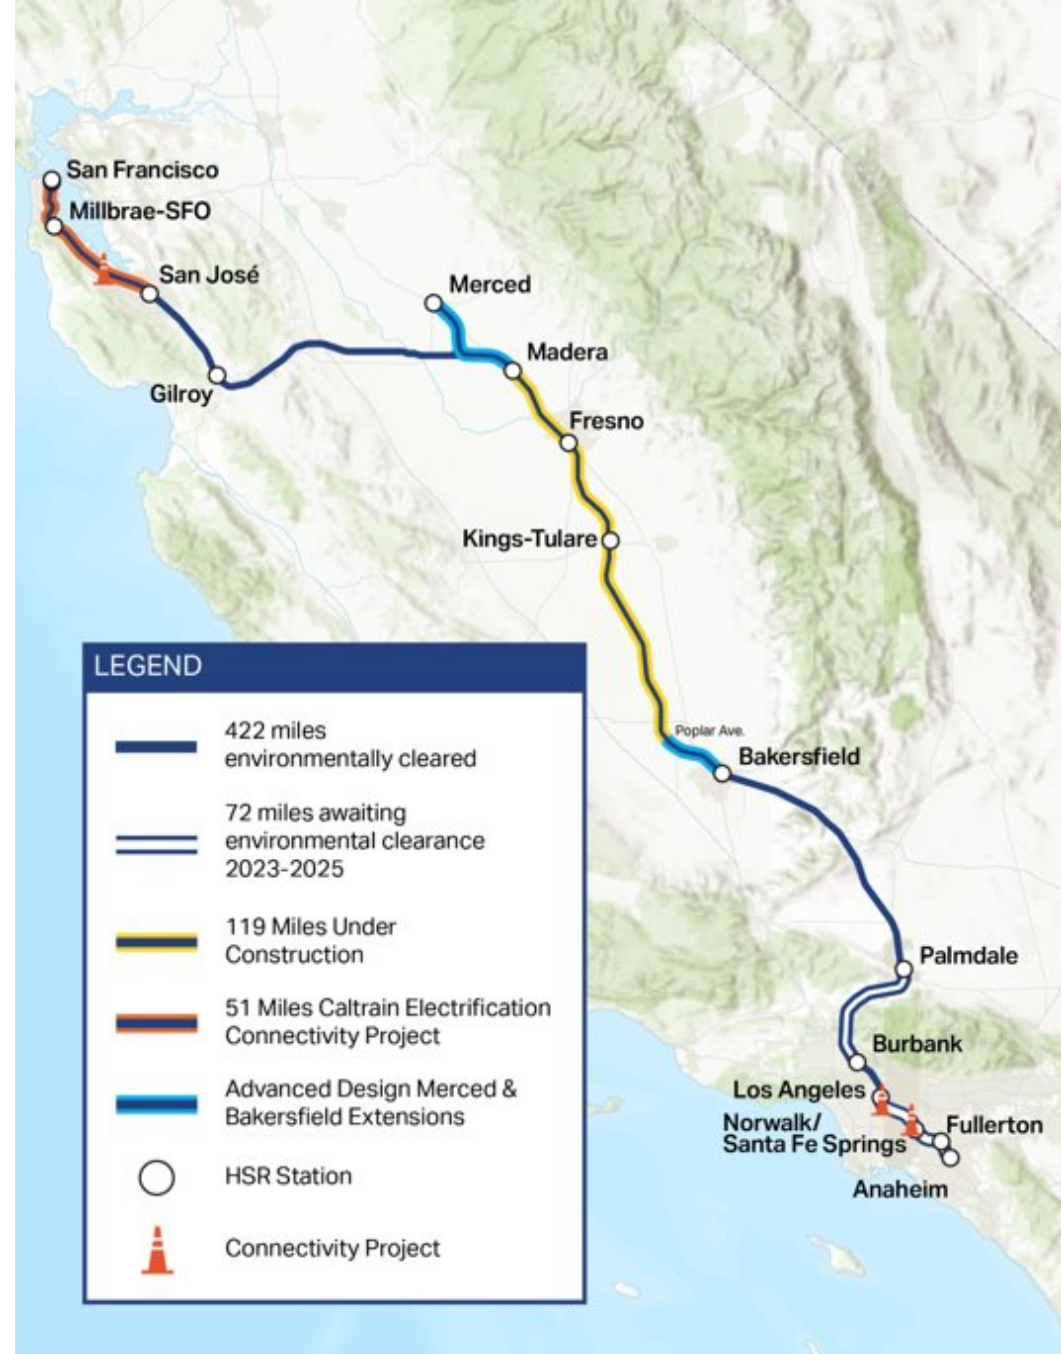 San Francisco
Millbrae-SFO
San José
Merced
Madera
Gilroy
Fresno
Kings-Tulare
Poplar Ave.
Bakersfield
Palmdale
Burbank
Los Angeles
Norwalk/
Santa Fe Springs
Fullerton
Anaheim
LEGEND
422 miles
environmentally cleared
72 miles awaiting
environmental clearance
2023-2025
119 Miles Under
Construction
51 Miles Caltrain Electrification
Connectivity Project
Advanced Design Merced &
Bakersfield Extensions
HSR Station
Connectivity Project